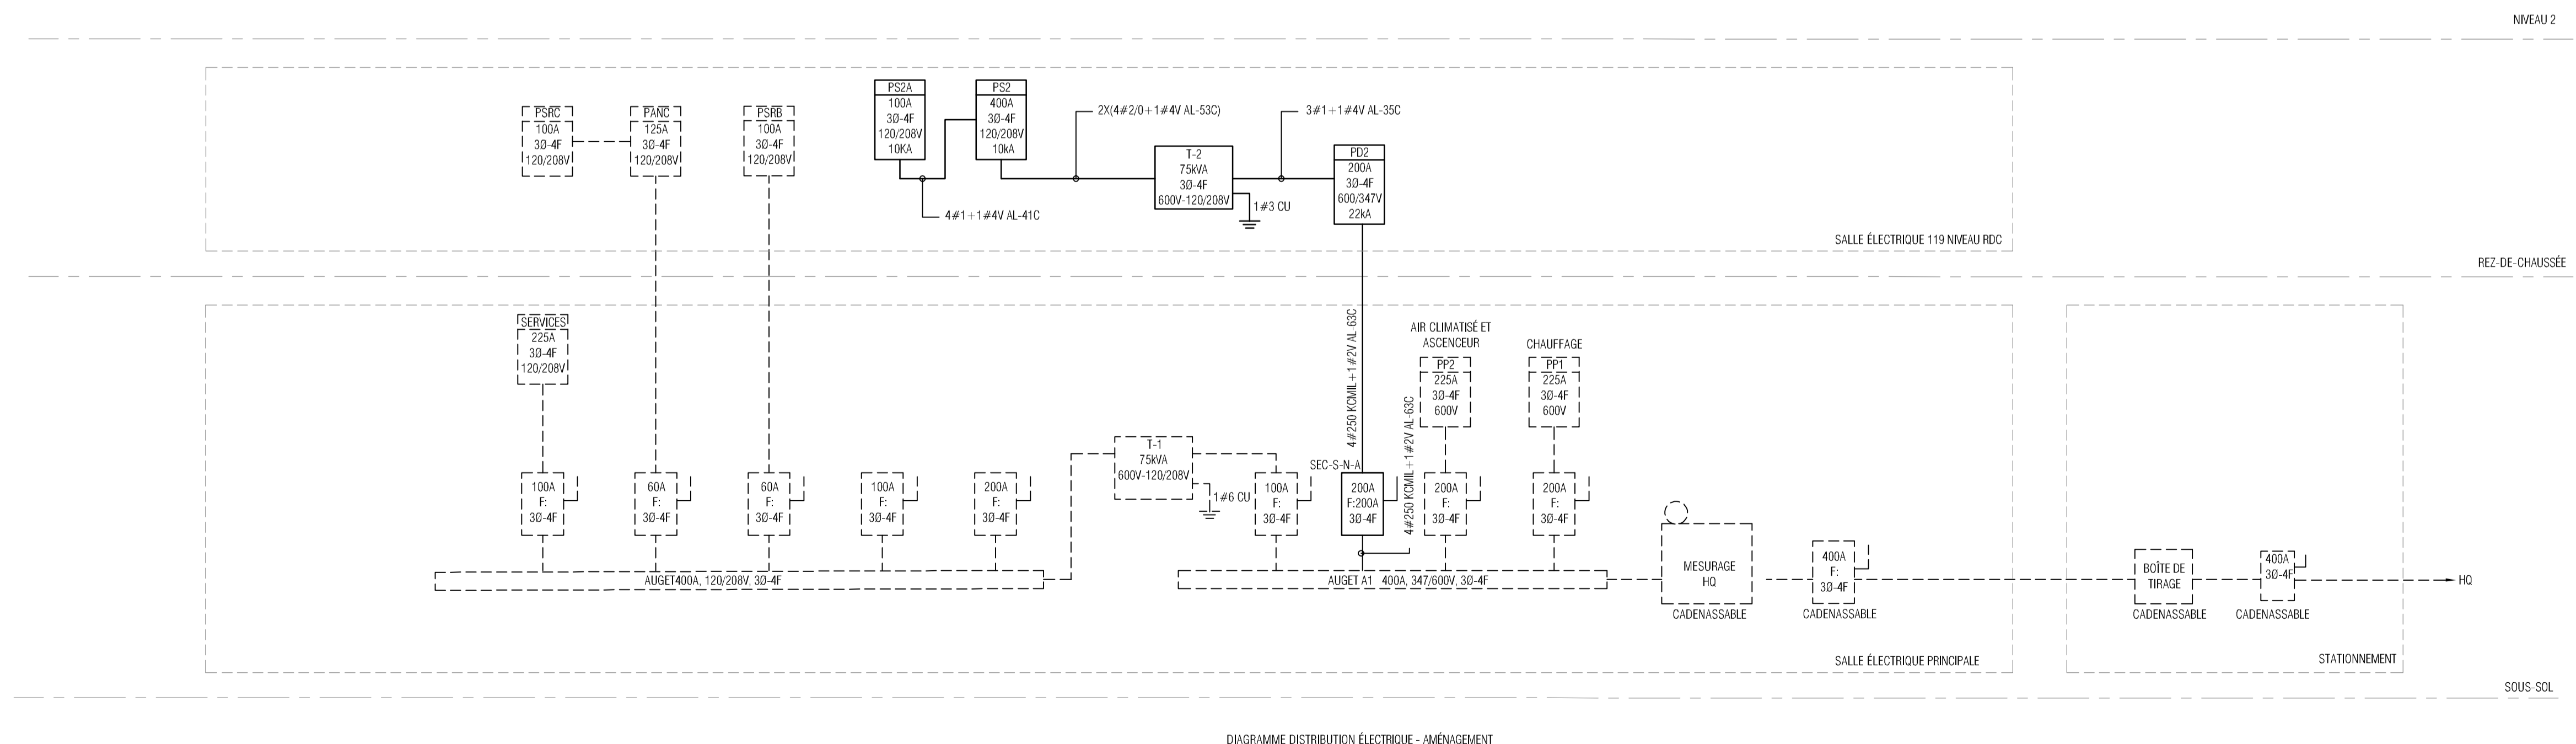 NIVEAU 2
PSRC
100A
3Ø-4F
120/208V
PANC
125A
3Ø-4F
120/208V
PSRB
100A
3Ø-4F
120/208V
PS2A
100A
3Ø-4F
120/208V
10KA
PS2
400A
3Ø-4F
120/208V
10kA
4#1+1#4V AL-41C
2X(4#2/0+1#4V AL-53C)
T-2
75kVA
3Ø-4F
600V-120/208V
1#3 CU
3#1+1#4V AL-35C
PD2
200A
3Ø-4F
600/347V
22kA
SALLE ÉLECTRIQUE 119 NIVEAU RDC
REZ-DE-CHAUSSÉE
SERVICES
225A
3Ø-4F
120/208V
100A
F:
3Ø-4F
60A
F:
3Ø-4F
60A
F:
3Ø-4F
100A
F:
3Ø-4F
200A
F:
3Ø-4F
AUGET400A, 120/208V, 3Ø-4F
T-1
75kVA
600V-120/208V
1#6 CU
100A
F:
3Ø-4F
4#250 KCMIL+1#2V AL-63C
SEC-S-N-A
200A
F:200A
3Ø-4F
4#250 KCMIL+1#2V AL-63C
AIR CLIMATISÉ ET
ASCENCEUR
PP2
225A
3Ø-4F
600V
200A
F:
3Ø-4F
CHAUFFAGE
PP1
225A
3Ø-4F
600V
200A
F:
3Ø-4F
AUGET A1 400A, 347/600V, 3Ø-4F
MESURAGE
HQ
CADENASSABLE
400A
F:
3Ø-4F
CADENASSABLE
SALLE ÉLECTRIQUE PRINCIPALE
BOÎTE DE
TIRAGE
CADENASSABLE
400A
3Ø-4F
CADENASSABLE
HQ
STATIONNEMENT
SOUS-SOL
DIAGRAMME DISTRIBUTION ÉLECTRIQUE - AMÉNAGEMENT